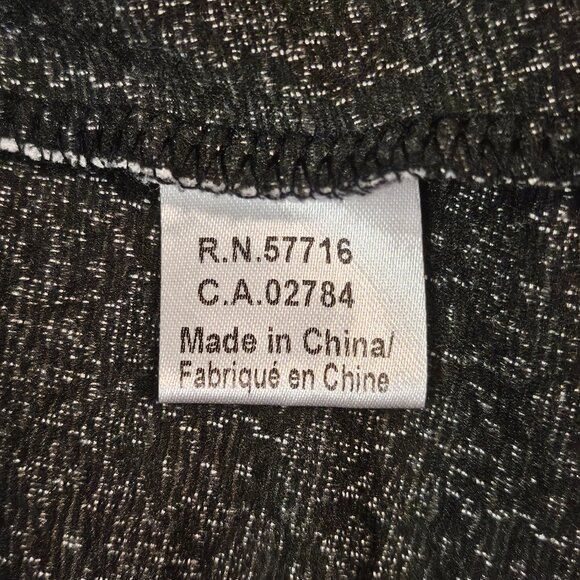 R.N.57716
C.A.02784
Made in China/
Fabriqué en Chine